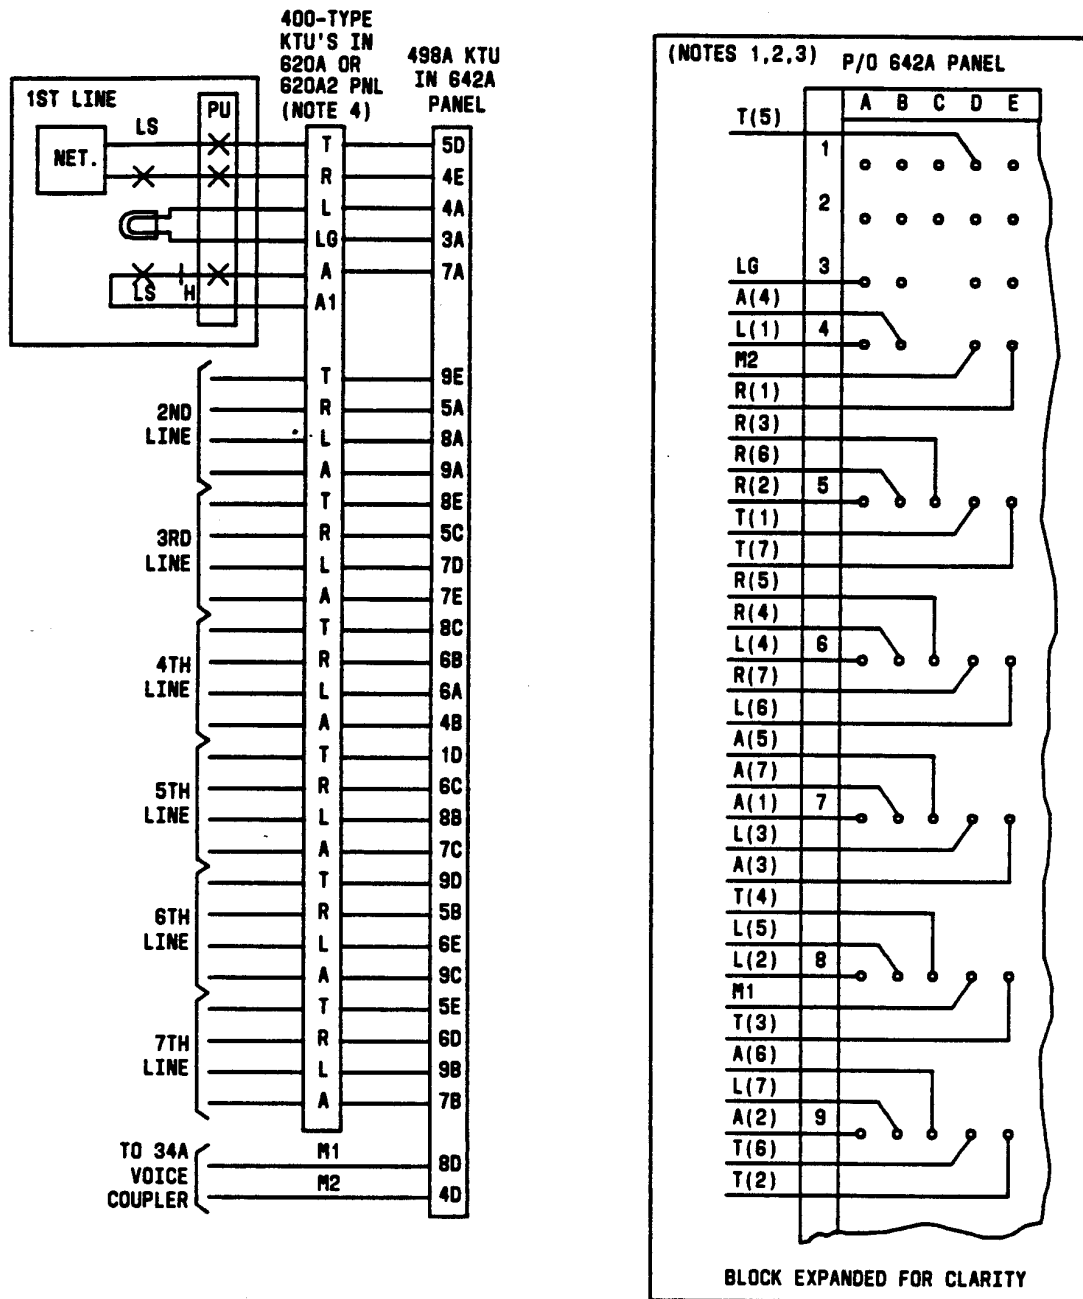 400-TYPE
KTU'S IN
620A OR
620A2 PNL
(NOTE 4)
498A KTU
IN 642A
PANEL
1ST LINE
PU
LS
NET.
LS
H
T 5D
R 4E
L 4A
LG 3A
A 7A
A1
2ND
LINE
T 9E
R 5A
L 8A
A 9A
3RD
LINE
T 8E
R 5C
L 7D
A 7E
4TH
LINE
T 8C
R 6B
L 6A
A 4B
5TH
LINE
T 1D
R 6C
L 8B
A 7C
6TH
LINE
T 9D
R 5B
L 6E
A 9C
7TH
LINE
T 5E
R 6D
L 9B
A 7B
TO 34A
VOICE
COUPLER
M1 8D
M2 4D
(NOTES 1,2,3)
P/O 642A PANEL
A B C D E
T(5)
1
2
LG 3
A(4)
L(1) 4
M2
R(1)
R(3)
R(6)
R(2) 5
T(1)
T(7)
R(5)
R(4)
L(4) 6
R(7)
L(6)
A(5)
A(7)
A(1) 7
L(3)
A(3)
T(4)
L(5)
L(2) 8
M1
T(3)
A(6)
L(7)
A(2) 9
T(6)
T(2)
BLOCK EXPANDED FOR CLARITY